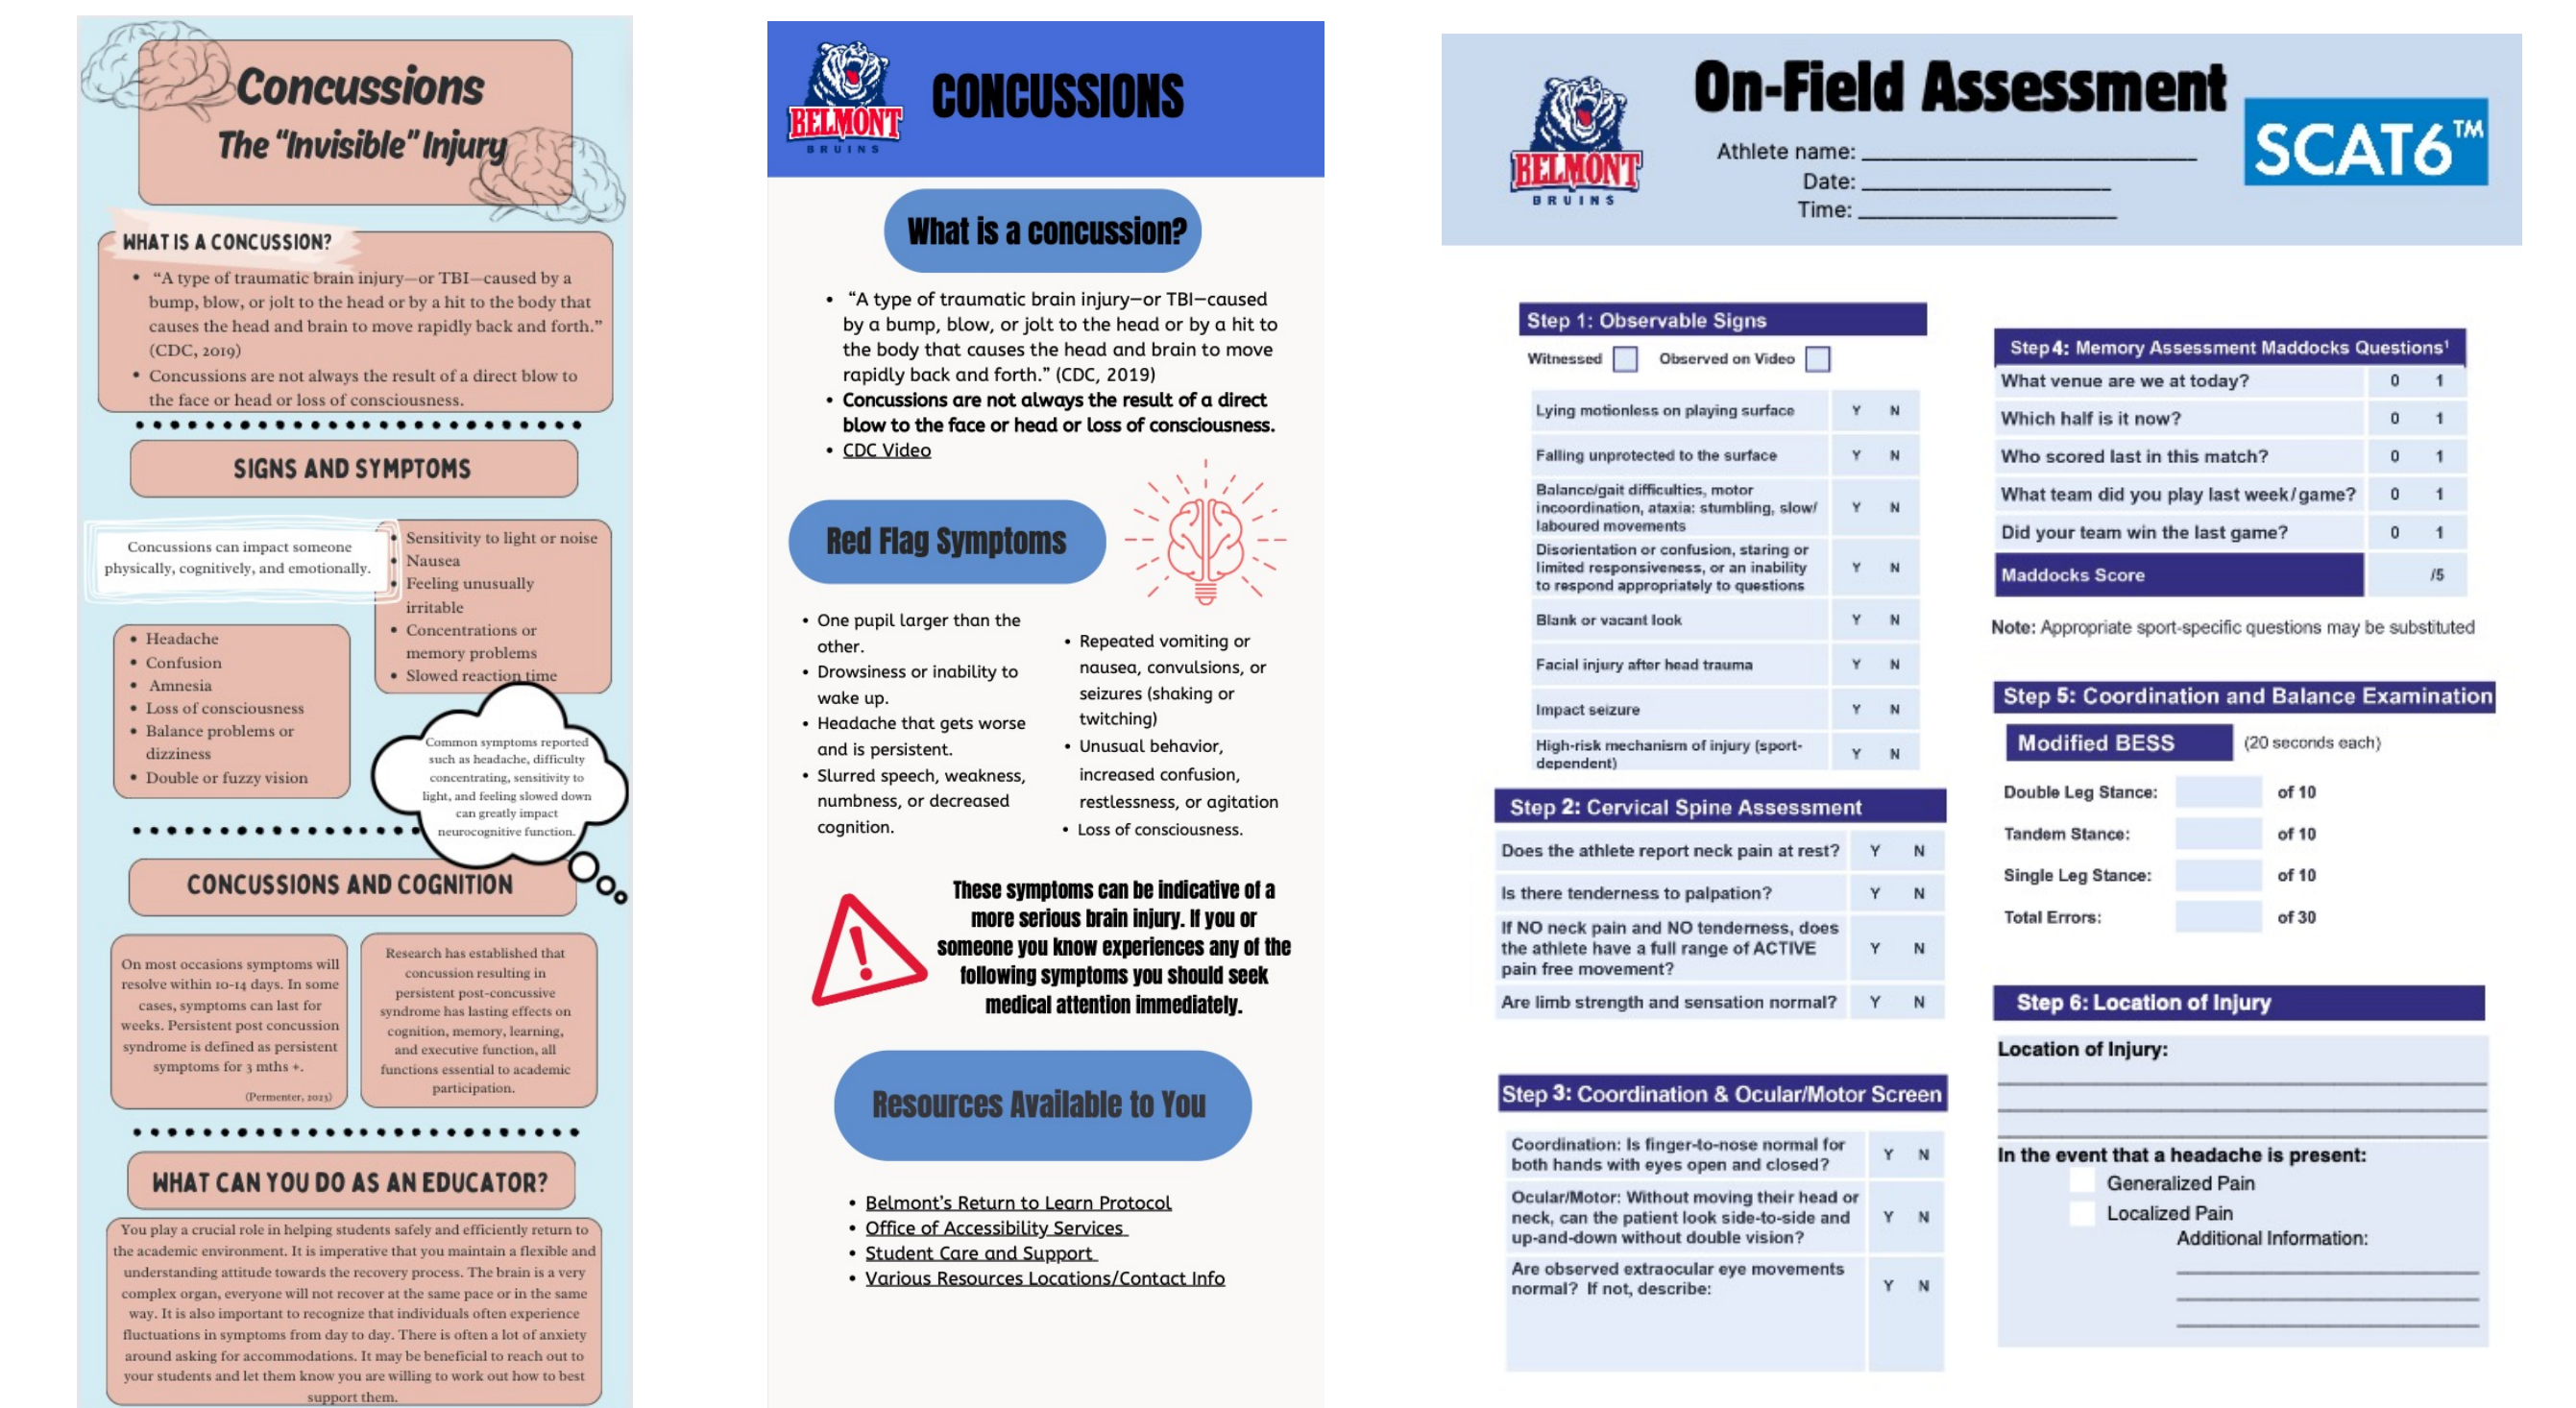 Concussions
The “Invisible” Injury
WHAT IS A CONCUSSION?
• “A type of traumatic brain injury—or TBI—caused by a
bump, blow, or jolt to the head or by a hit to the body that
causes the head and brain to move rapidly back and forth.”
(CDC, 2019)
• Concussions are not always the result of a direct blow to
the face or head or loss of consciousness.
SIGNS AND SYMPTOMS
Concussions can impact someone
physically, cognitively, and emotionally.
• Sensitivity to light or noise
• Nausea
• Feeling unusually
irritable
• Concentrations or
memory problems
• Slowed reaction time
• Headache
• Confusion
• Amnesia
• Loss of consciousness
• Balance problems or
dizziness
• Double or fuzzy vision
Common symptoms reported
such as headache, difficulty
concentrating, sensitivity to
light, and feeling slowed down
can greatly impact
neurocognitive function.
CONCUSSIONS AND COGNITION
On most occasions symptoms will
resolve within 10-14 days. In some
cases, symptoms can last for
weeks. Persistent post concussion
syndrome is defined as persistent
symptoms for 3 mths +.
(Permenter, 2023)
Research has established that
concussion resulting in
persistent post-concussive
syndrome has lasting effects on
cognition, memory, learning,
and executive function, all
functions essential to academic
participation.
WHAT CAN YOU DO AS AN EDUCATOR?
You play a crucial role in helping students safely and efficiently return to
the academic environment. It is imperative that you maintain a flexible and
understanding attitude towards the recovery process. The brain is a very
complex organ, everyone will not recover at the same pace or in the same
way. It is also important to recognize that individuals often experience
fluctuations in symptoms from day to day. There is often a lot of anxiety
around asking for accommodations. It may be beneficial to reach out to
your students and let them know you are willing to work out how to best
support them.
BELMONT
BRUINS
CONCUSSIONS
What is a concussion?
• “A type of traumatic brain injury—or TBI—caused
by a bump, blow, or jolt to the head or by a hit to
the body that causes the head and brain to move
rapidly back and forth.” (CDC, 2019)
• Concussions are not always the result of a direct
blow to the face or head or loss of consciousness.
• CDC Video
Red Flag Symptoms
• One pupil larger than the
other.
• Drowsiness or inability to
wake up.
• Headache that gets worse
and is persistent.
• Slurred speech, weakness,
numbness, or decreased
cognition.
• Repeated vomiting or
nausea, convulsions, or
seizures (shaking or
twitching)
• Unusual behavior,
increased confusion,
restlessness, or agitation
• Loss of consciousness.
These symptoms can be indicative of a
more serious brain injury. If you or
someone you know experiences any of the
following symptoms you should seek
medical attention immediately.
Resources Available to You
• Belmont’s Return to Learn Protocol
• Office of Accessibility Services
• Student Care and Support
• Various Resources Locations/Contact Info
BELMONT
BRUINS
On-Field Assessment
SCAT6™
Athlete name:
Date:
Time:
Step 1: Observable Signs
Witnessed Observed on Video
Lying motionless on playing surface Y N
Falling unprotected to the surface Y N
Balance/gait difficulties, motor
incoordination, ataxia: stumbling, slow/
laboured movements Y N
Disorientation or confusion, staring or
limited responsiveness, or an inability
to respond appropriately to questions Y N
Blank or vacant look Y N
Facial injury after head trauma Y N
Impact seizure Y N
High-risk mechanism of injury (sport-
dependent) Y N
Step 2: Cervical Spine Assessment
Does the athlete report neck pain at rest? Y N
Is there tenderness to palpation? Y N
If NO neck pain and NO tenderness, does
the athlete have a full range of ACTIVE
pain free movement? Y N
Are limb strength and sensation normal? Y N
Step 3: Coordination & Ocular/Motor Screen
Coordination: Is finger-to-nose normal for
both hands with eyes open and closed? Y N
Ocular/Motor: Without moving their head or
neck, can the patient look side-to-side and
up-and-down without double vision? Y N
Are observed extraocular eye movements
normal? If not, describe: Y N
Step 4: Memory Assessment Maddocks Questions¹
What venue are we at today? 0 1
Which half is it now? 0 1
Who scored last in this match? 0 1
What team did you play last week/game? 0 1
Did your team win the last game? 0 1
Maddocks Score /5
Note: Appropriate sport-specific questions may be substituted
Step 5: Coordination and Balance Examination
Modified BESS (20 seconds each)
Double Leg Stance: of 10
Tandem Stance: of 10
Single Leg Stance: of 10
Total Errors: of 30
Step 6: Location of Injury
Location of Injury:
In the event that a headache is present:
Generalized Pain
Localized Pain
Additional Information: